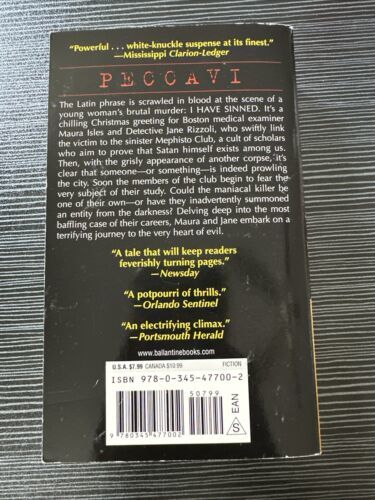 "Powerful . . . white-knuckle suspense at its finest."
—Mississippi Clarion-Ledger
PECCAVI
The Latin phrase is scrawled in blood at the scene of a
young woman's brutal murder: I HAVE SINNED. It's a
chilling Christmas greeting for Boston medical examiner
Maura Isles and Detective Jane Rizzoli, who swiftly link
the victim to the sinister Mephisto Club, a cult of scholars
who aim to prove that Satan himself exists among us.
Then, with the grisly appearance of another corpse, it's
clear that someone—or something—is indeed prowling
the city. Soon the members of the club begin to fear the
very subject of their study. Could the maniacal killer be
one of their own—or have they inadvertently summoned
an entity from the darkness? Delving deep into the most
baffling case of their careers, Maura and Jane embark on a
terrifying journey to the very heart of evil.
"A tale that will keep readers
feverishly turning pages."
—Newsday
"A potpourri of thrills."
—Orlando Sentinel
"An electrifying climax."
—Portsmouth Herald
www.ballantinebooks.com
U.S.A. $7.99 CANADA $10.99 FICTION
ISBN 978-0-345-47700-2
50799
9 780345 477002
S EAN